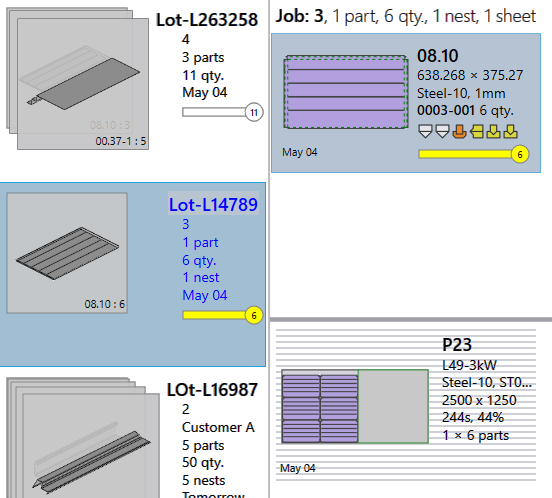 Lot-L263258
4
3 parts
11 qty.
May 04
11
08.10 : 3
00.37-1 : 5
Lot-L14789
3
1 part
6 qty.
1 nest
May 04
6
08.10 : 6
LOt-L16987
2
Customer A
5 parts
50 qty.
5 nests
Tomorrow
Job: 3, 1 part, 6 qty., 1 nest, 1 sheet
08.10
638.268 × 375.27
Steel-10, 1mm
0003-001 6 qty.
May 04
6
P23
L49-3kW
Steel-10, ST0...
2500 x 1250
244s, 44%
1 × 6 parts
May 04